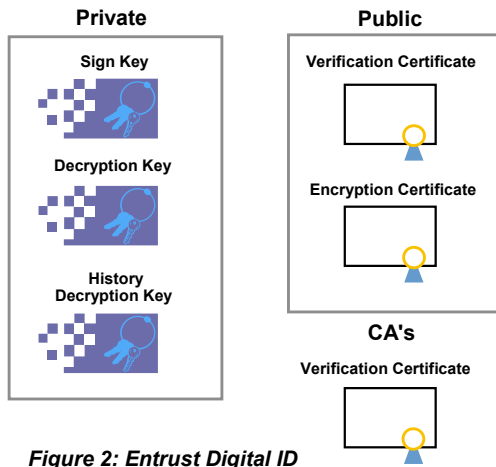 Private
Sign Key
Decryption Key
History
Decryption Key
Public
Verification Certificate
Encryption Certificate
CA's
Verification Certificate
Figure 2: Entrust Digital ID